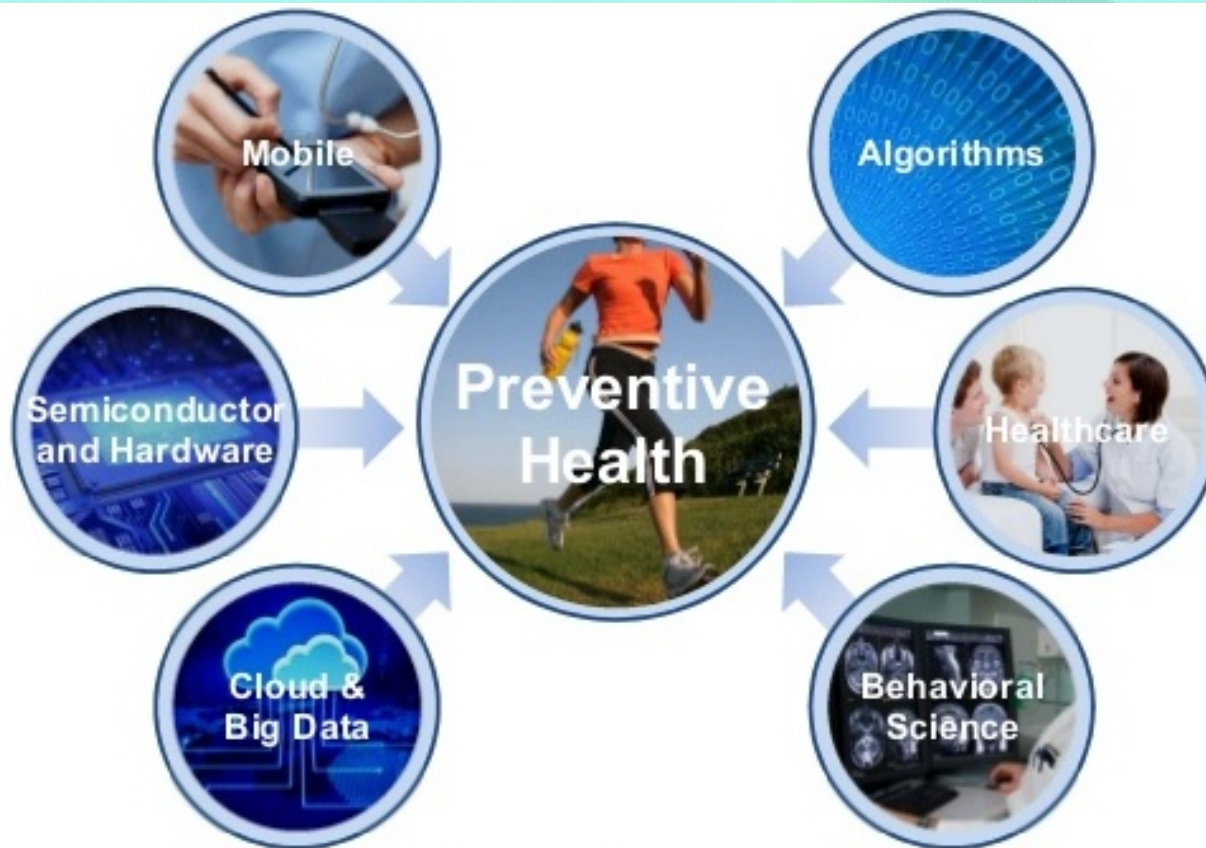 Mobile
Algorithms
Semiconductor
and Hardware
Preventive
Health
Healthcare
Cloud &
Big Data
Behavioral
Science